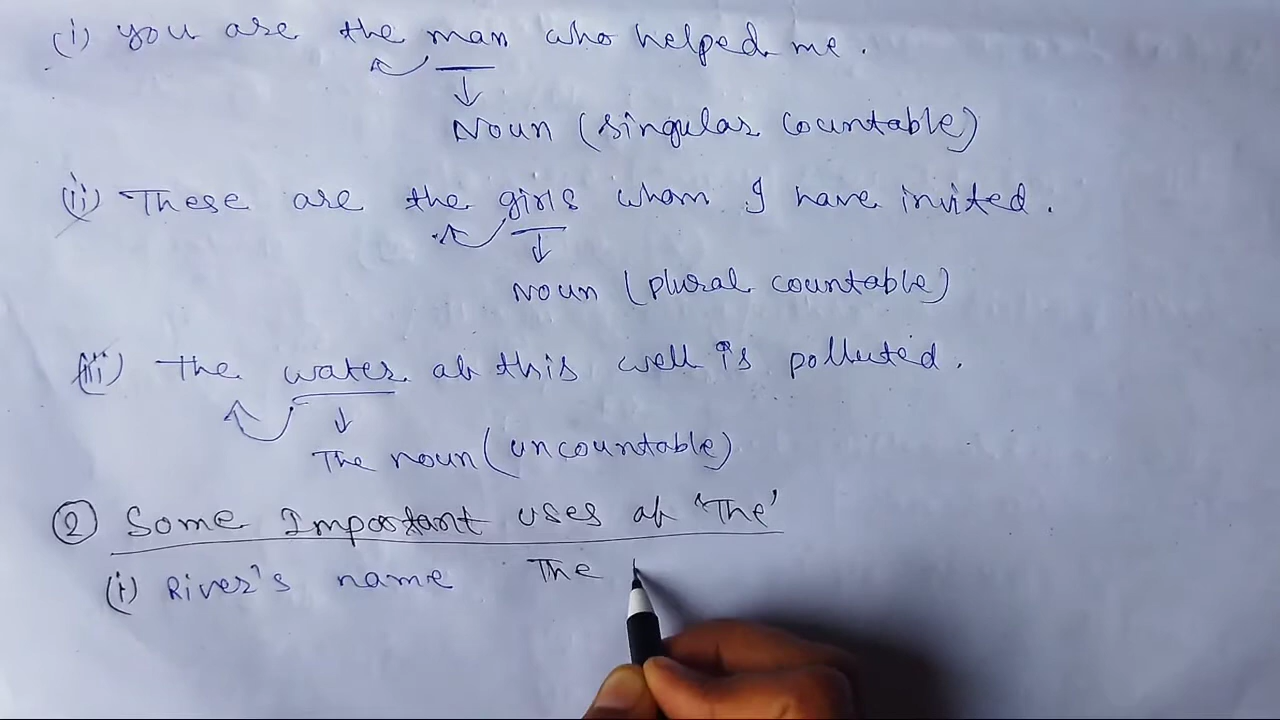 (i) You are the man who helped me.
Noun (singular countable)
(ii) These are the girls whom I have invited.
Noun (plural countable)
(iii) The water of this well is polluted.
The noun (uncountable)
② Some Important uses of 'The'
(i) River's name The